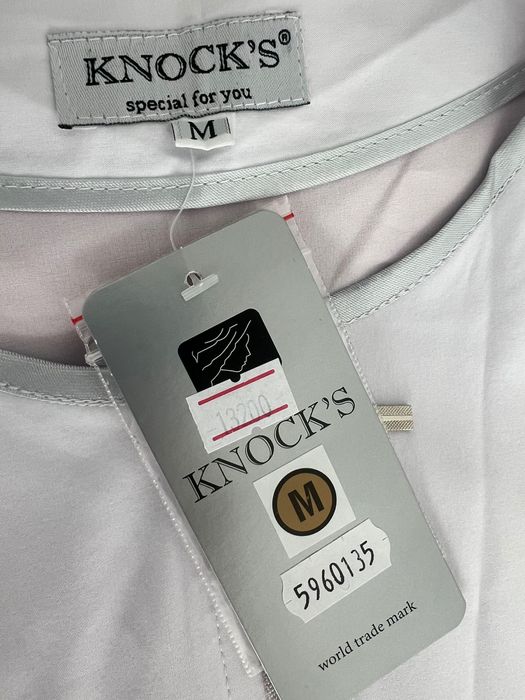 KNOCK'S®
special for you
M
-13200-
KNOCK'S
M
5960135
world trade mark